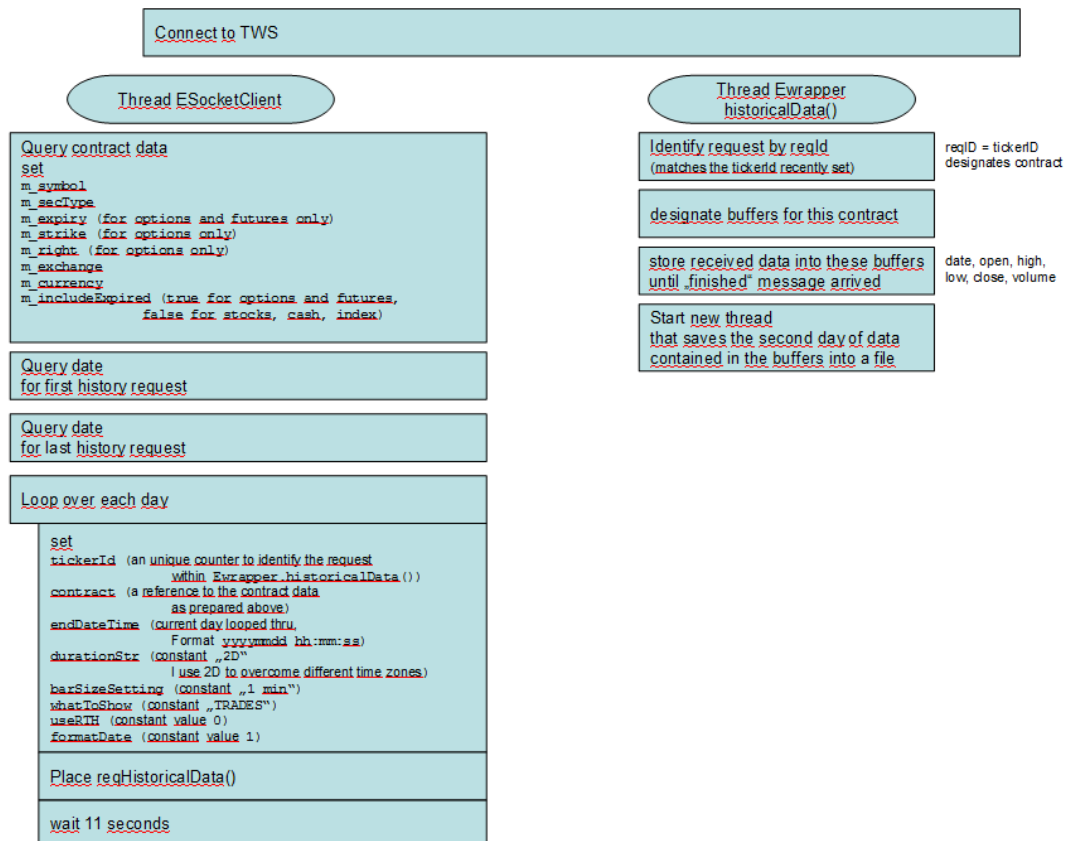 Connect to TWS
Thread ESocketClient
Query contract data
set
m_symbol
m_secType
m_expiry (for options and futures only)
m_strike (for options only)
m_right (for options only)
m_exchange
m_currency
m_includeExpired (true for options and futures,
false for stocks, cash, index)
Query date
for first history request
Query date
for last history request
Loop over each day
set
tickerId (an unique counter to identify the request
within Ewrapper.historicalData())
contract (a reference to the contract data
as prepared above)
endDateTime (current day looped thru,
Format yyyymmdd hh:mm:ss)
durationStr (constant „2D“
I use 2D to overcome different time zones)
barSizeSetting (constant „1 min“)
whatToShow (constant „TRADES“)
useRTH (constant value 0)
formatDate (constant value 1)
Place reqHistoricalData()
wait 11 seconds
Thread Ewrapper
historicalData()
Identify request by reqId
(matches the tickerId recently set)
reqID = tickerID
designates contract
designate buffers for this contract
store received data into these buffers
until „finished“ message arrived
date, open, high,
low, close, volume
Start new thread
that saves the second day of data
contained in the buffers into a file